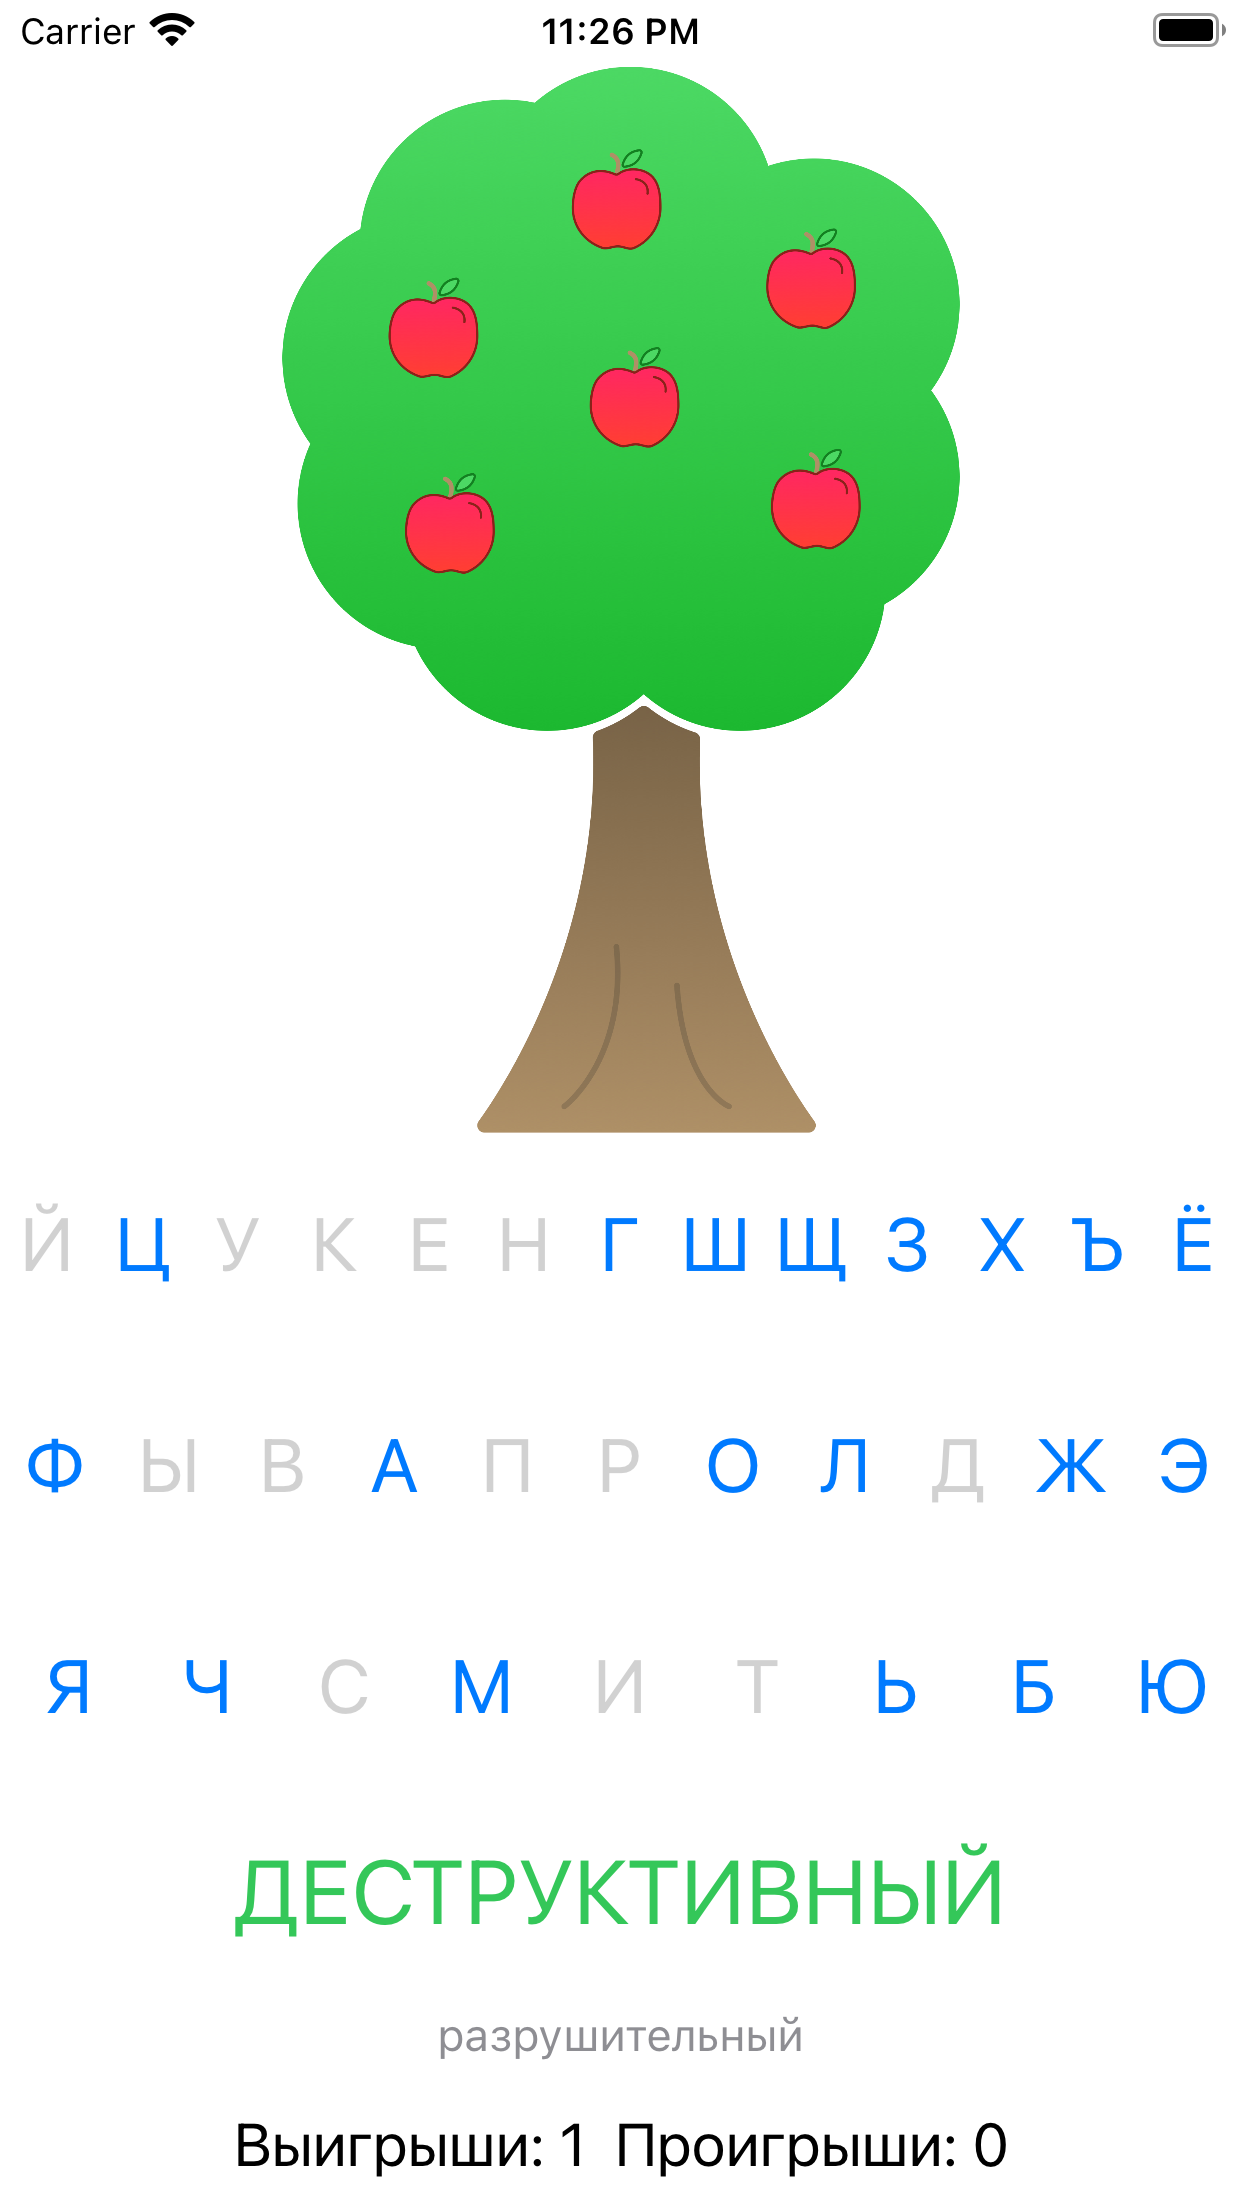 Carrier 11:26 PM
Й Ц У К Е Н Г Ш Щ З Х Ъ Ё
Ф Ы В А П Р О Л Д Ж Э
Я Ч С М И Т Ь Б Ю
ДЕСТРУКТИВНЫЙ
разрушительный
Выигрыши: 1 Проигрыши: 0